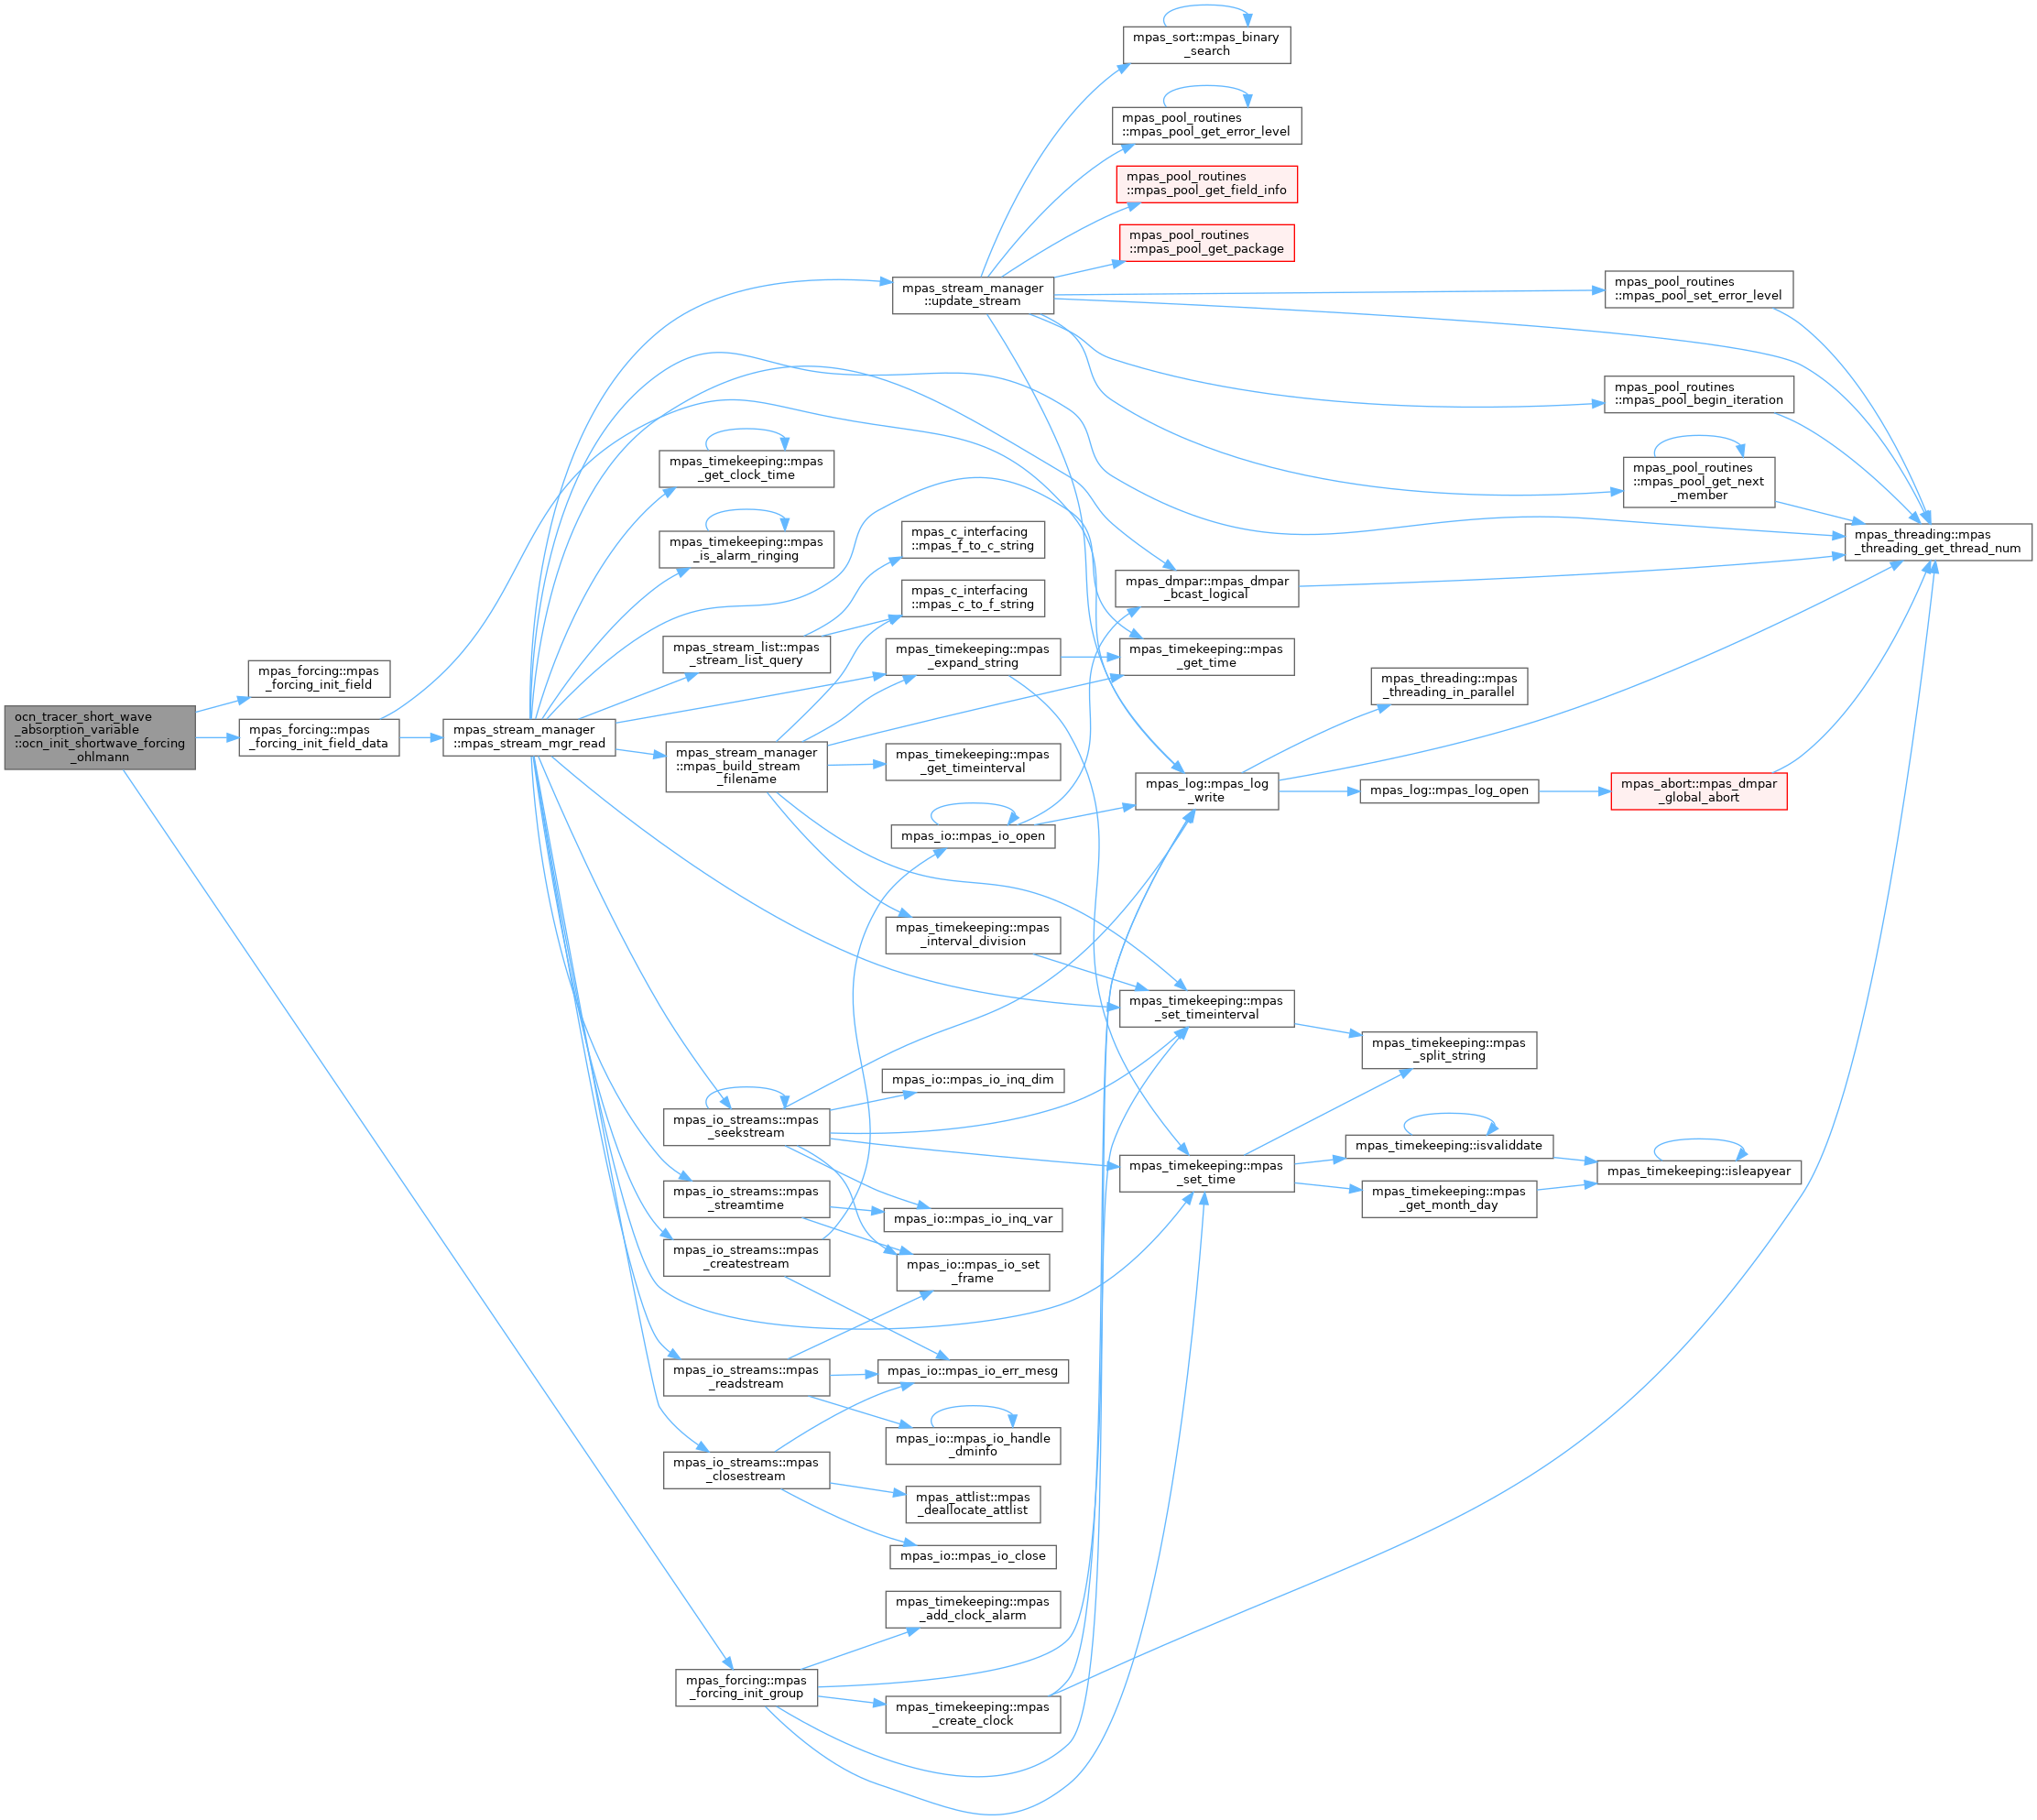 mpas_sort::mpas_binary
_search
mpas_pool_routines
::mpas_pool_get_error_level
mpas_pool_routines
::mpas_pool_get_field_info
mpas_pool_routines
::mpas_pool_get_package
mpas_stream_manager
::update_stream
mpas_pool_routines
::mpas_pool_set_error_level
mpas_pool_routines
::mpas_pool_begin_iteration
mpas_timekeeping::mpas
_get_clock_time
mpas_pool_routines
::mpas_pool_get_next
_member
mpas_timekeeping::mpas
_is_alarm_ringing
mpas_c_interfacing
::mpas_f_to_c_string
mpas_threading::mpas
_threading_get_thread_num
mpas_dmpar::mpas_dmpar
_bcast_logical
mpas_c_interfacing
::mpas_c_to_f_string
mpas_stream_list::mpas
_stream_list_query
mpas_timekeeping::mpas
_expand_string
mpas_timekeeping::mpas
_get_time
mpas_forcing::mpas
_forcing_init_field
mpas_threading::mpas
_threading_in_parallel
ocn_tracer_short_wave
_absorption_variable
::ocn_init_shortwave_forcing
_ohlmann
mpas_forcing::mpas
_forcing_init_field_data
mpas_stream_manager
::mpas_stream_mgr_read
mpas_stream_manager
::mpas_build_stream
_filename
mpas_timekeeping::mpas
_get_timeinterval
mpas_log::mpas_log
_write
mpas_log::mpas_log_open
mpas_abort::mpas_dmpar
_global_abort
mpas_io::mpas_io_open
mpas_timekeeping::mpas
_interval_division
mpas_timekeeping::mpas
_set_timeinterval
mpas_timekeeping::mpas
_split_string
mpas_io::mpas_io_inq_dim
mpas_io_streams::mpas
_seekstream
mpas_timekeeping::isvaliddate
mpas_timekeeping::mpas
_set_time
mpas_timekeeping::isleapyear
mpas_io_streams::mpas
_streamtime
mpas_timekeeping::mpas
_get_month_day
mpas_io::mpas_io_inq_var
mpas_io_streams::mpas
_createstream
mpas_io::mpas_io_set
_frame
mpas_io_streams::mpas
_readstream
mpas_io::mpas_io_err_mesg
mpas_io::mpas_io_handle
_dminfo
mpas_io_streams::mpas
_closestream
mpas_attlist::mpas
_deallocate_attlist
mpas_io::mpas_io_close
mpas_timekeeping::mpas
_add_clock_alarm
mpas_forcing::mpas
_forcing_init_group
mpas_timekeeping::mpas
_create_clock